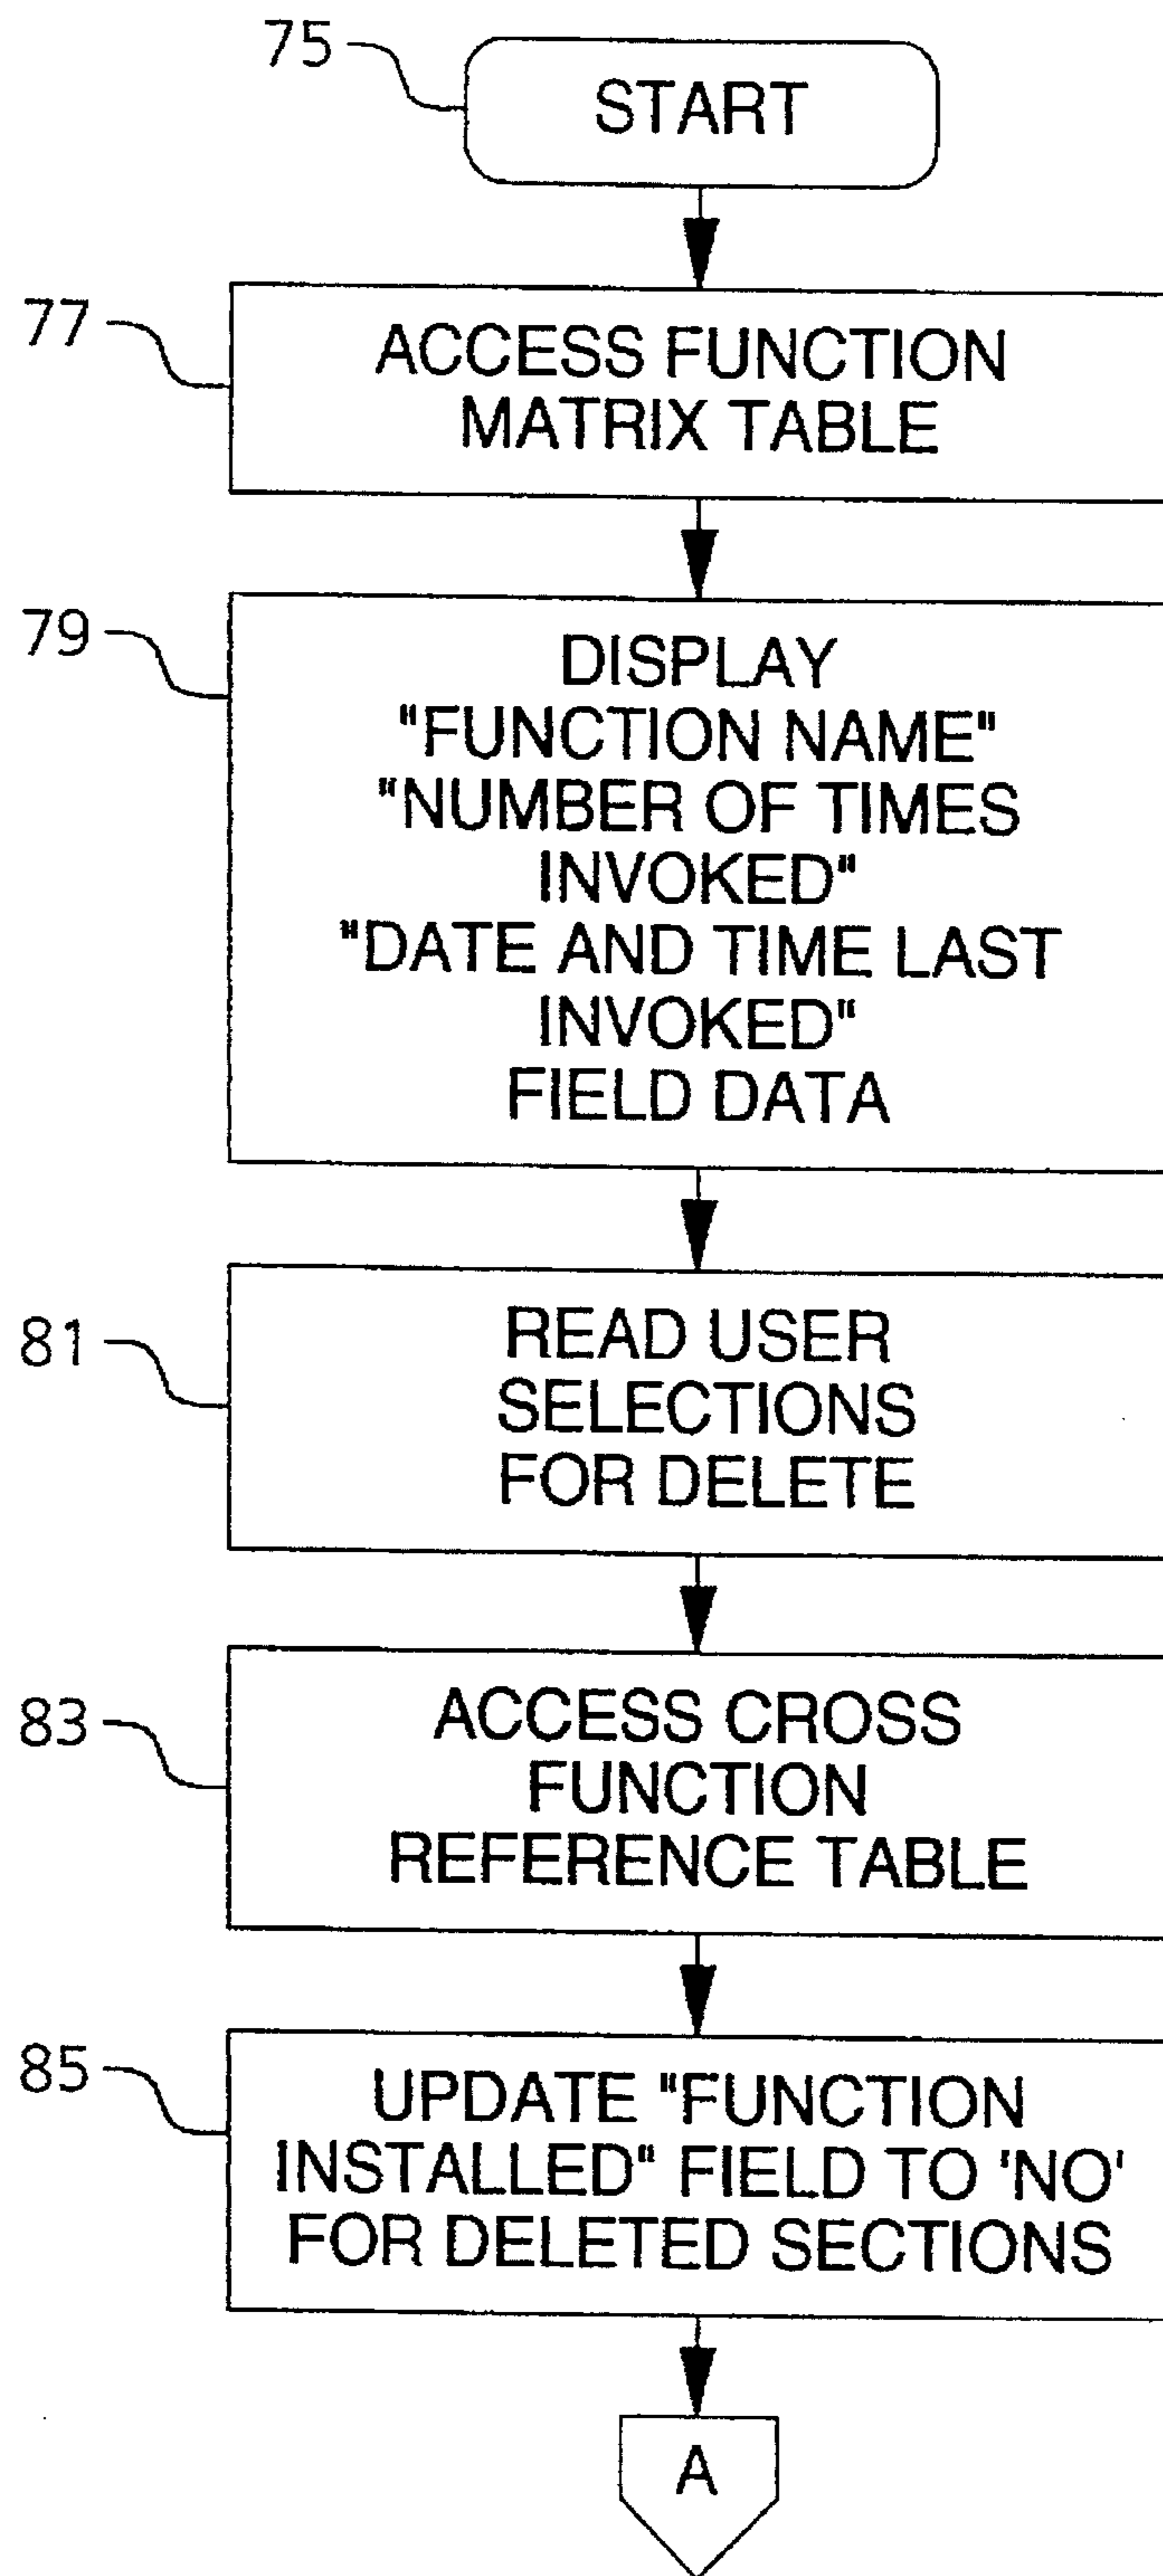 75
START
77
ACCESS FUNCTION
MATRIX TABLE
79
DISPLAY
"FUNCTION NAME"
"NUMBER OF TIMES
INVOKED"
"DATE AND TIME LAST
INVOKED"
FIELD DATA
81
READ USER
SELECTIONS
FOR DELETE
83
ACCESS CROSS
FUNCTION
REFERENCE TABLE
85
UPDATE "FUNCTION
INSTALLED" FIELD TO 'NO'
FOR DELETED SECTIONS
A